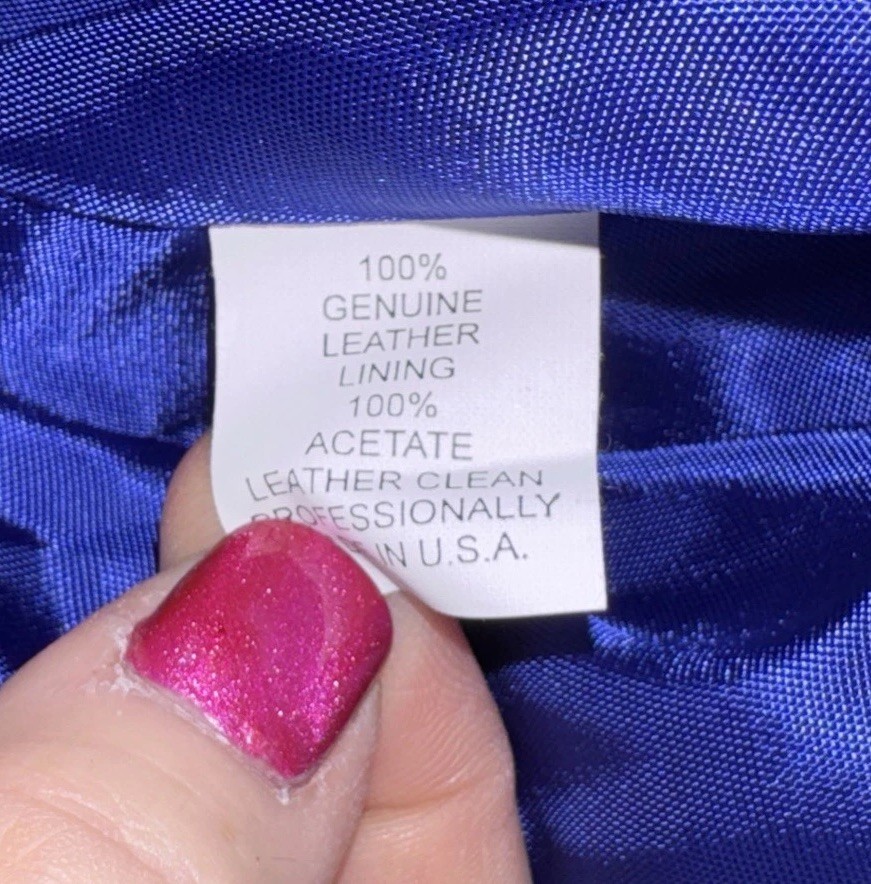 100%
GENUINE
LEATHER
LINING
100%
ACETATE
LEATHER CLEAN
PROFESSIONALLY
IN U.S.A.